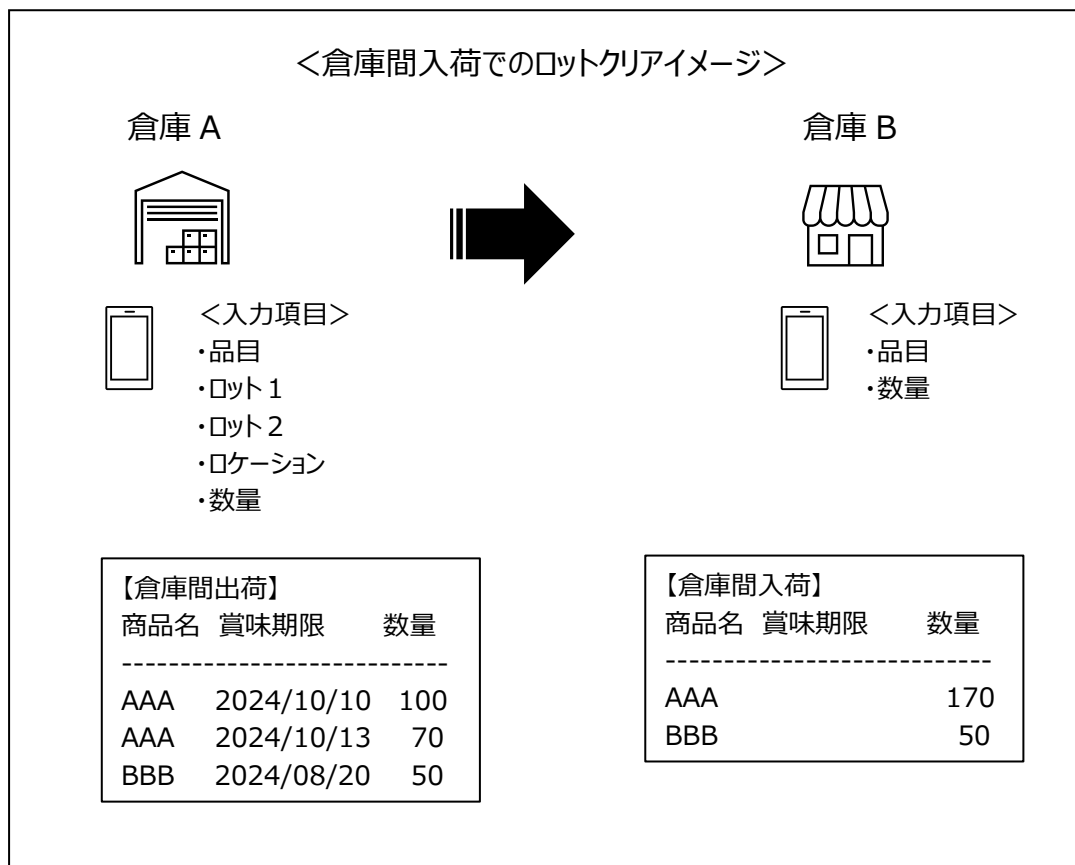 ＜倉庫間入荷でのロットクリアイメージ＞
倉庫 A
＜入力項目＞
・品目
・ロット 1
・ロット 2
・ロケーション
・数量
【倉庫間出荷】
商品名 賞味期限 数量
----------------------------
AAA 2024/10/10 100
AAA 2024/10/13 70
BBB 2024/08/20 50
倉庫 B
＜入力項目＞
・品目
・数量
【倉庫間入荷】
商品名 賞味期限 数量
----------------------------
AAA 170
BBB 50